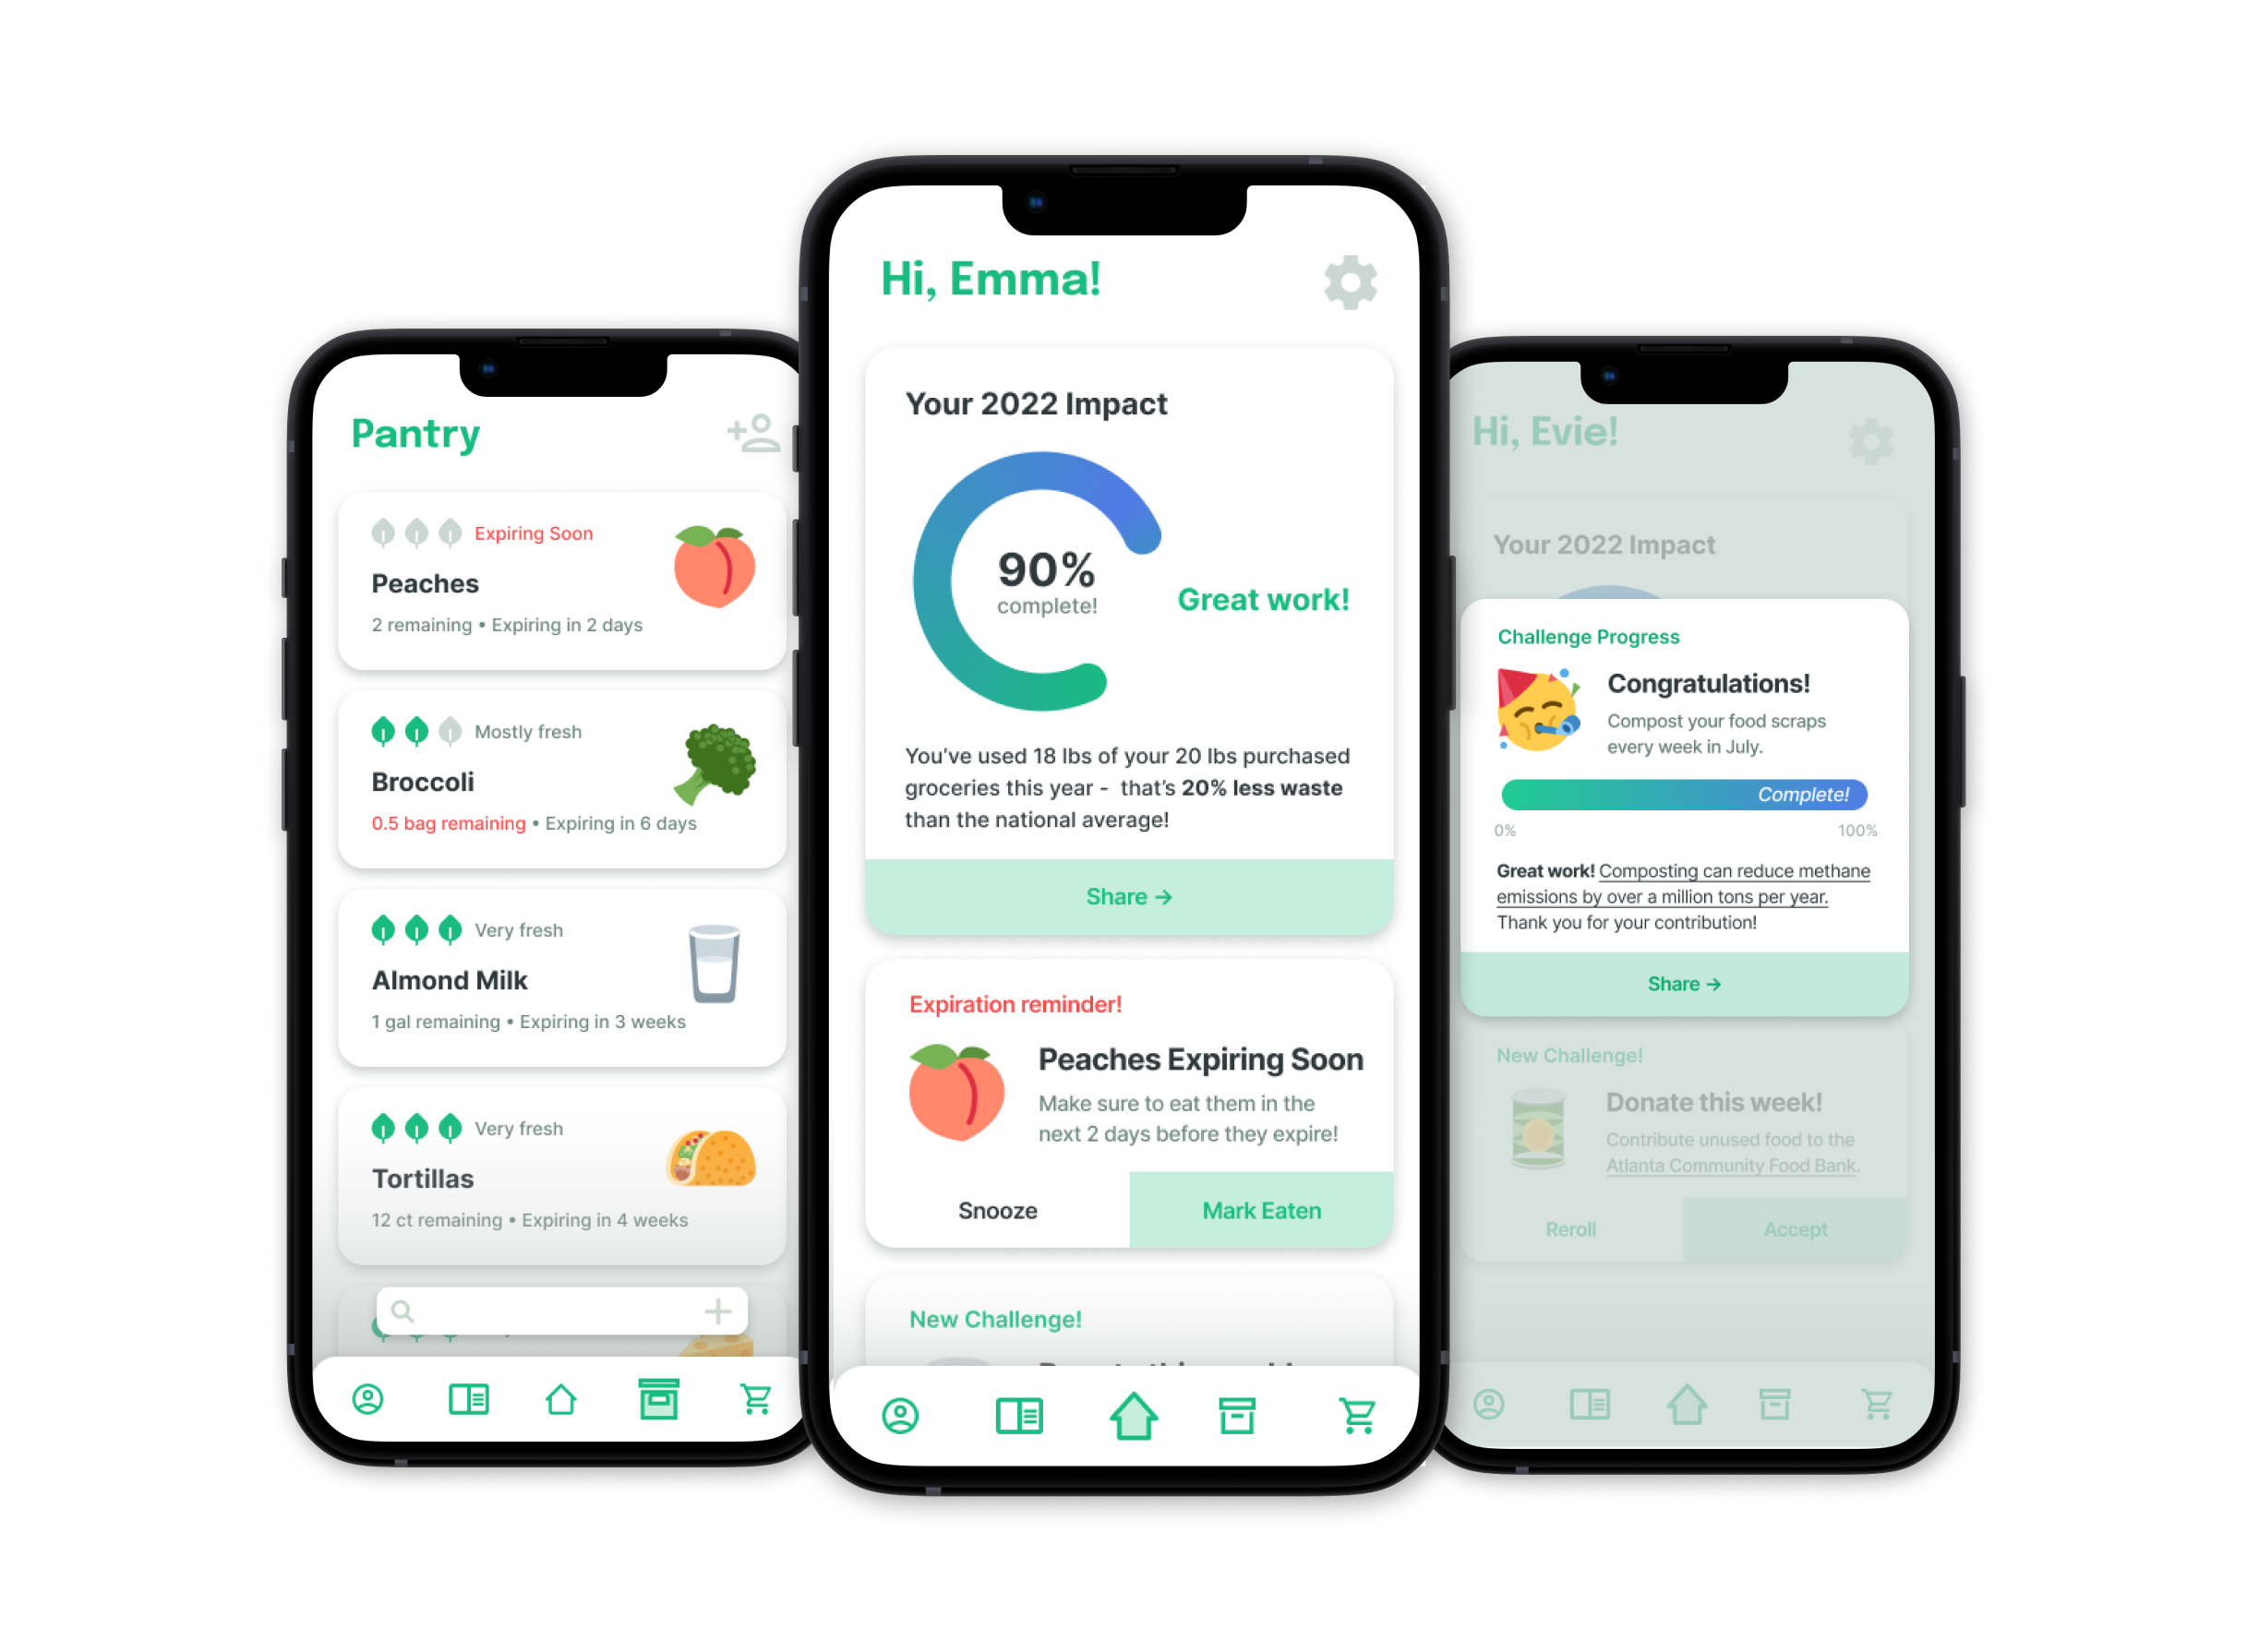 Pantry
Expiring Soon
Peaches
2 remaining • Expiring in 2 days
Mostly fresh
Broccoli
0.5 bag remaining • Expiring in 6 days
Very fresh
Almond Milk
1 gal remaining • Expiring in 3 weeks
Very fresh
Tortillas
12 ct remaining • Expiring in 4 weeks
Hi, Emma!
Your 2022 Impact
90%
complete!
Great work!
You’ve used 18 lbs of your 20 lbs purchased
groceries this year -  that’s 20% less waste
than the national average!
Share →
Expiration reminder!
Peaches Expiring Soon
Make sure to eat them in the
next 2 days before they expire!
Snooze
Mark Eaten
New Challenge!
Hi, Evie!
Your 2022 Impact
Challenge Progress
Congratulations!
Compost your food scraps
every week in July.
Complete!
0%
100%
Great work! Composting can reduce methane
emissions by over a million tons per year.
Thank you for your contribution!
Share →
New Challenge!
Donate this week!
Contribute unused food to the
Atlanta Community Food Bank.
Reroll
Accept